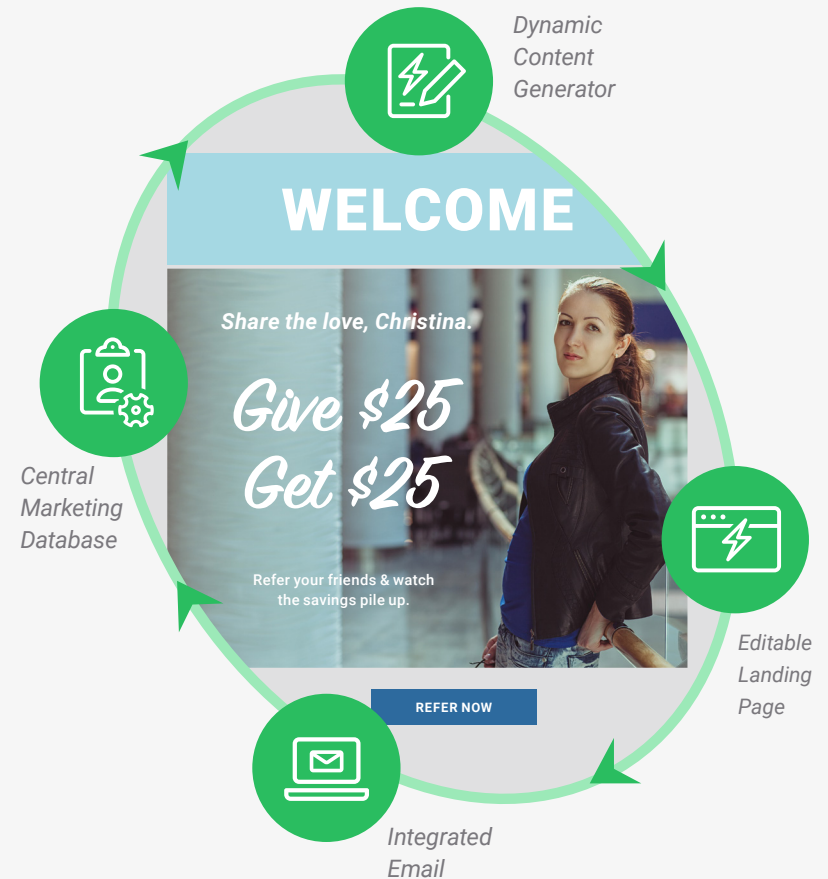 Dynamic
Content
Generator
WELCOME
Share the love, Christina.
Give $25
Get $25
Central
Marketing
Database
Refer your friends & watch
the savings pile up.
Editable
Landing
Page
REFER NOW
Integrated
Email